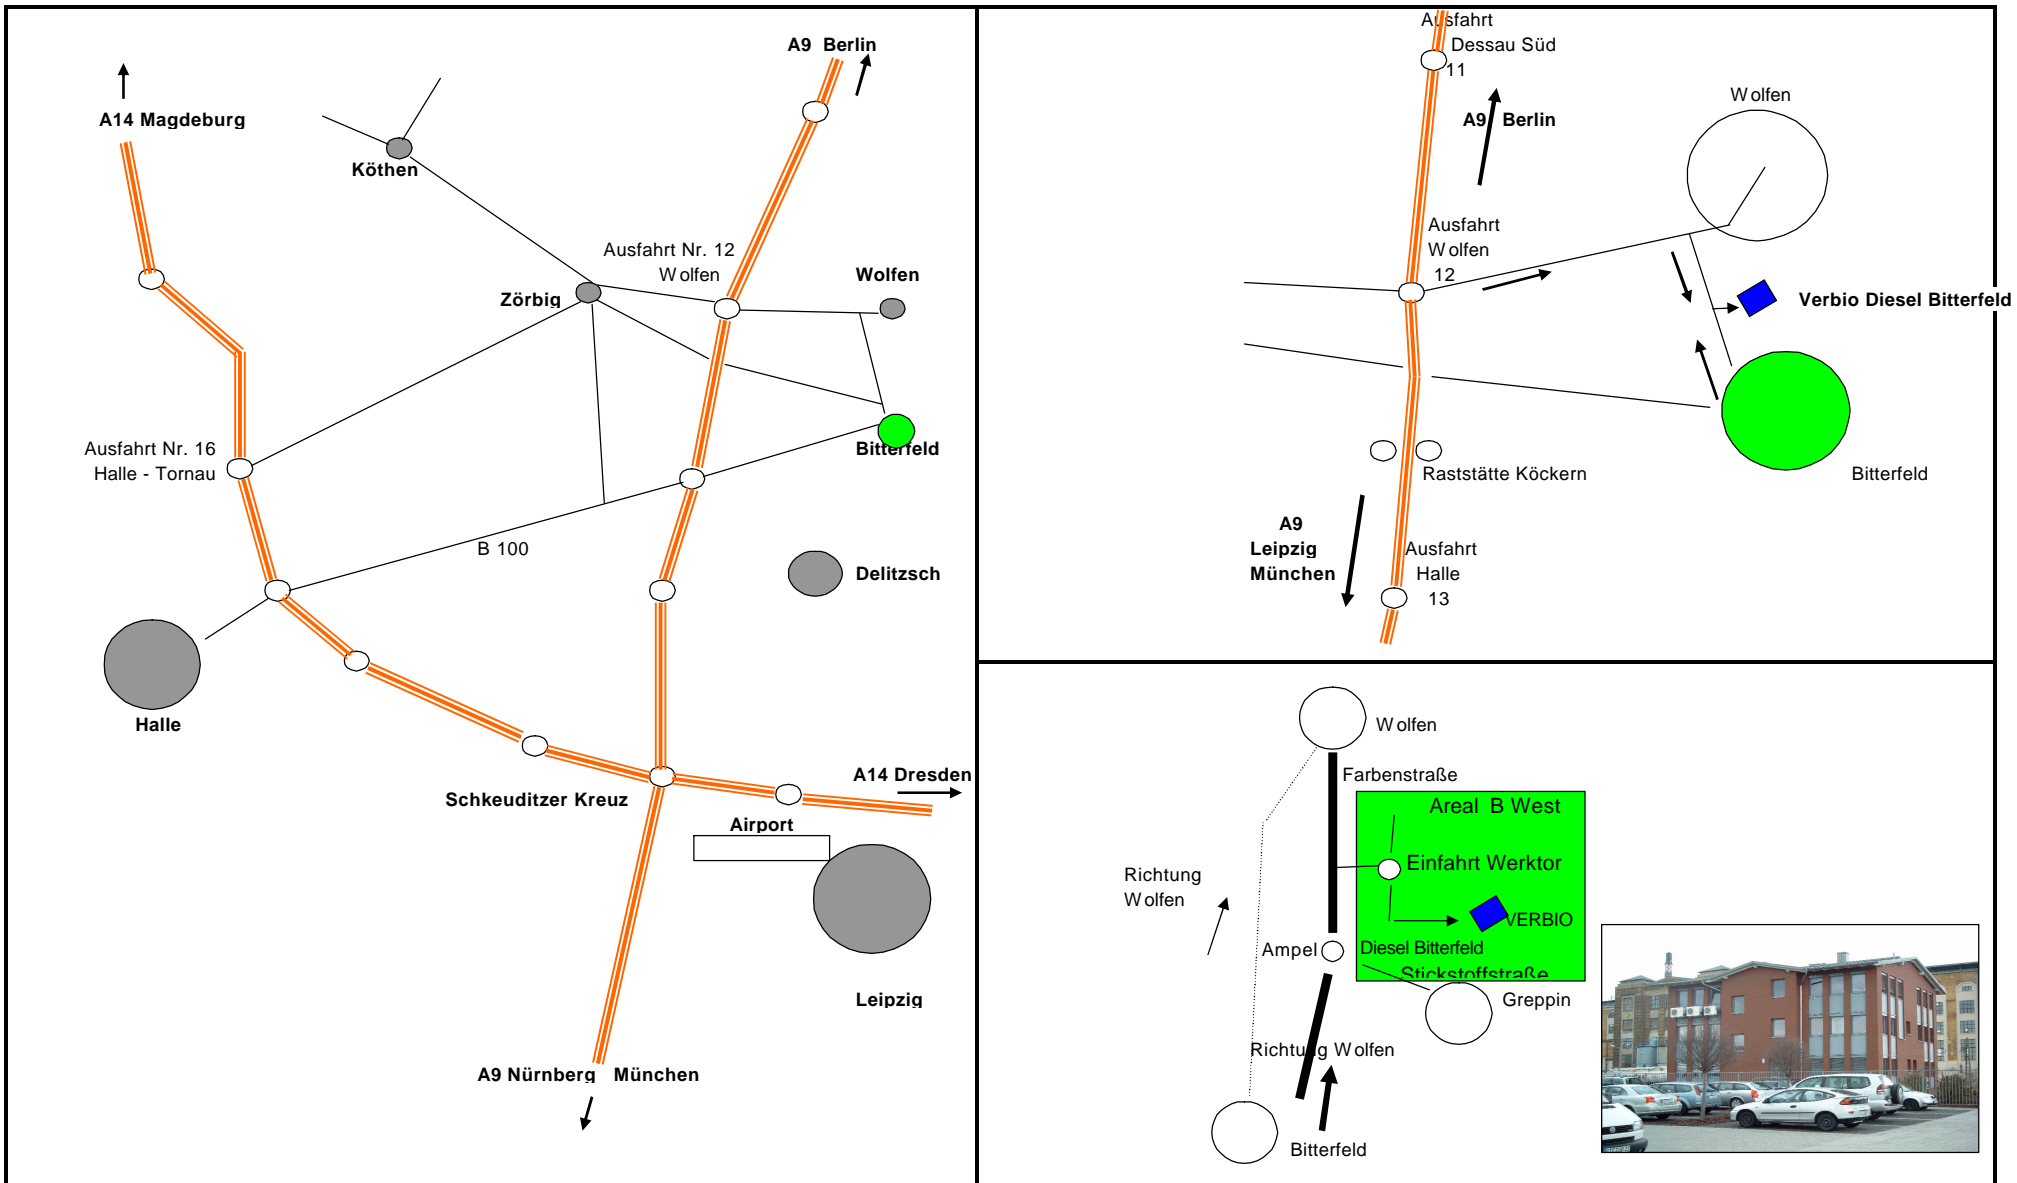 A9 Berlin
A14 Magdeburg
Köthen
Ausfahrt Nr. 12
Wolfen
Wolfen
Zörbig
Ausfahrt Nr. 16
Halle - Tornau
Bitterfeld
B 100
Delitzsch
Halle
A14 Dresden
Schkeuditzer Kreuz
Airport
Leipzig
A9 Nürnberg München
Ausfahrt
Dessau Süd
11
Wolfen
A9 Berlin
Ausfahrt
Wolfen
12
Verbio Diesel Bitterfeld
Raststätte Köckern
Bitterfeld
A9
Leipzig
München
Ausfahrt
Halle
13
Wolfen
Farbenstraße
Areal B West
Einfahrt Werktor
Richtung
Wolfen
VERBIO
Ampel
Diesel Bitterfeld
Stickstoffstraße
Greppin
Richtung Wolfen
Bitterfeld